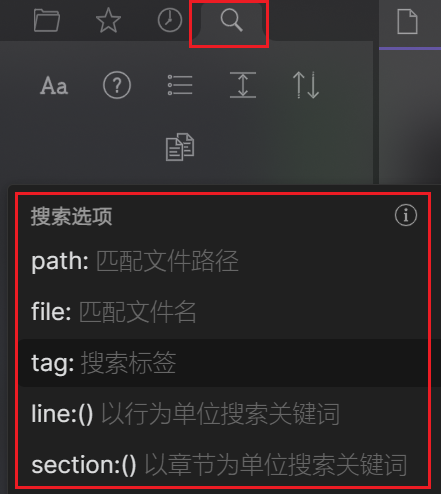 Aa
搜索选项
path: 匹配文件路径
file: 匹配文件名
tag: 搜索标签
line:() 以行为单位搜索关键词
section:() 以章节为单位搜索关键词